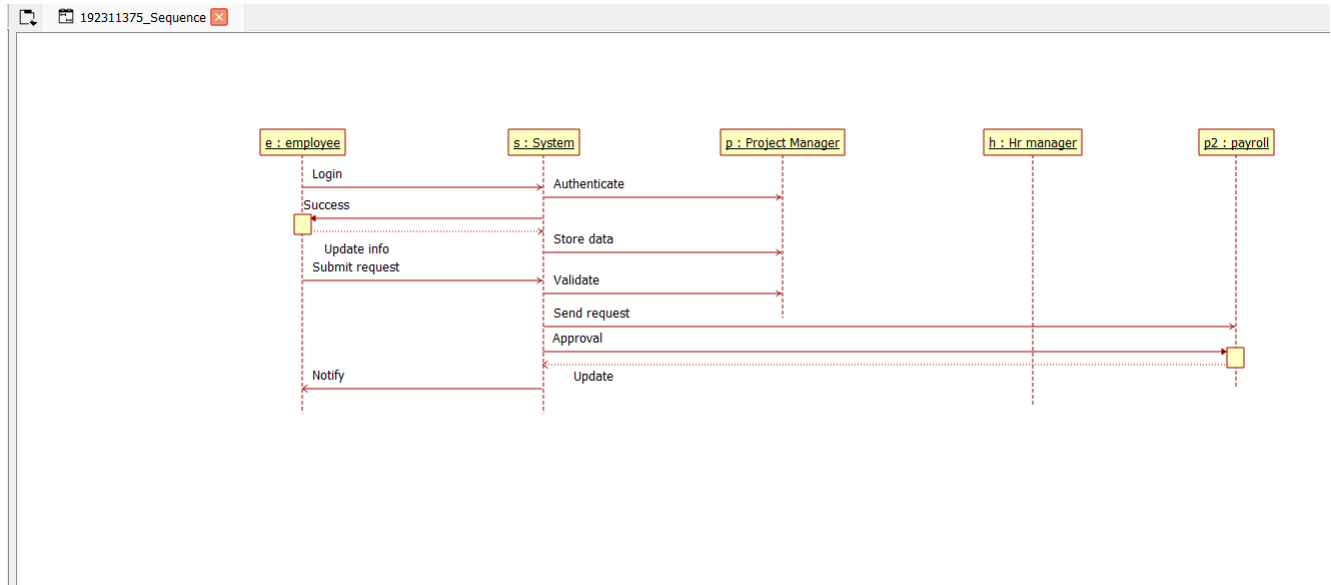 192311375_Sequence
e : employee
s : System
p : Project Manager
h : Hr manager
p2 : payroll
Login
Authenticate
Success
Store data
Update info
Submit request
Validate
Send request
Approval
Notify
Update